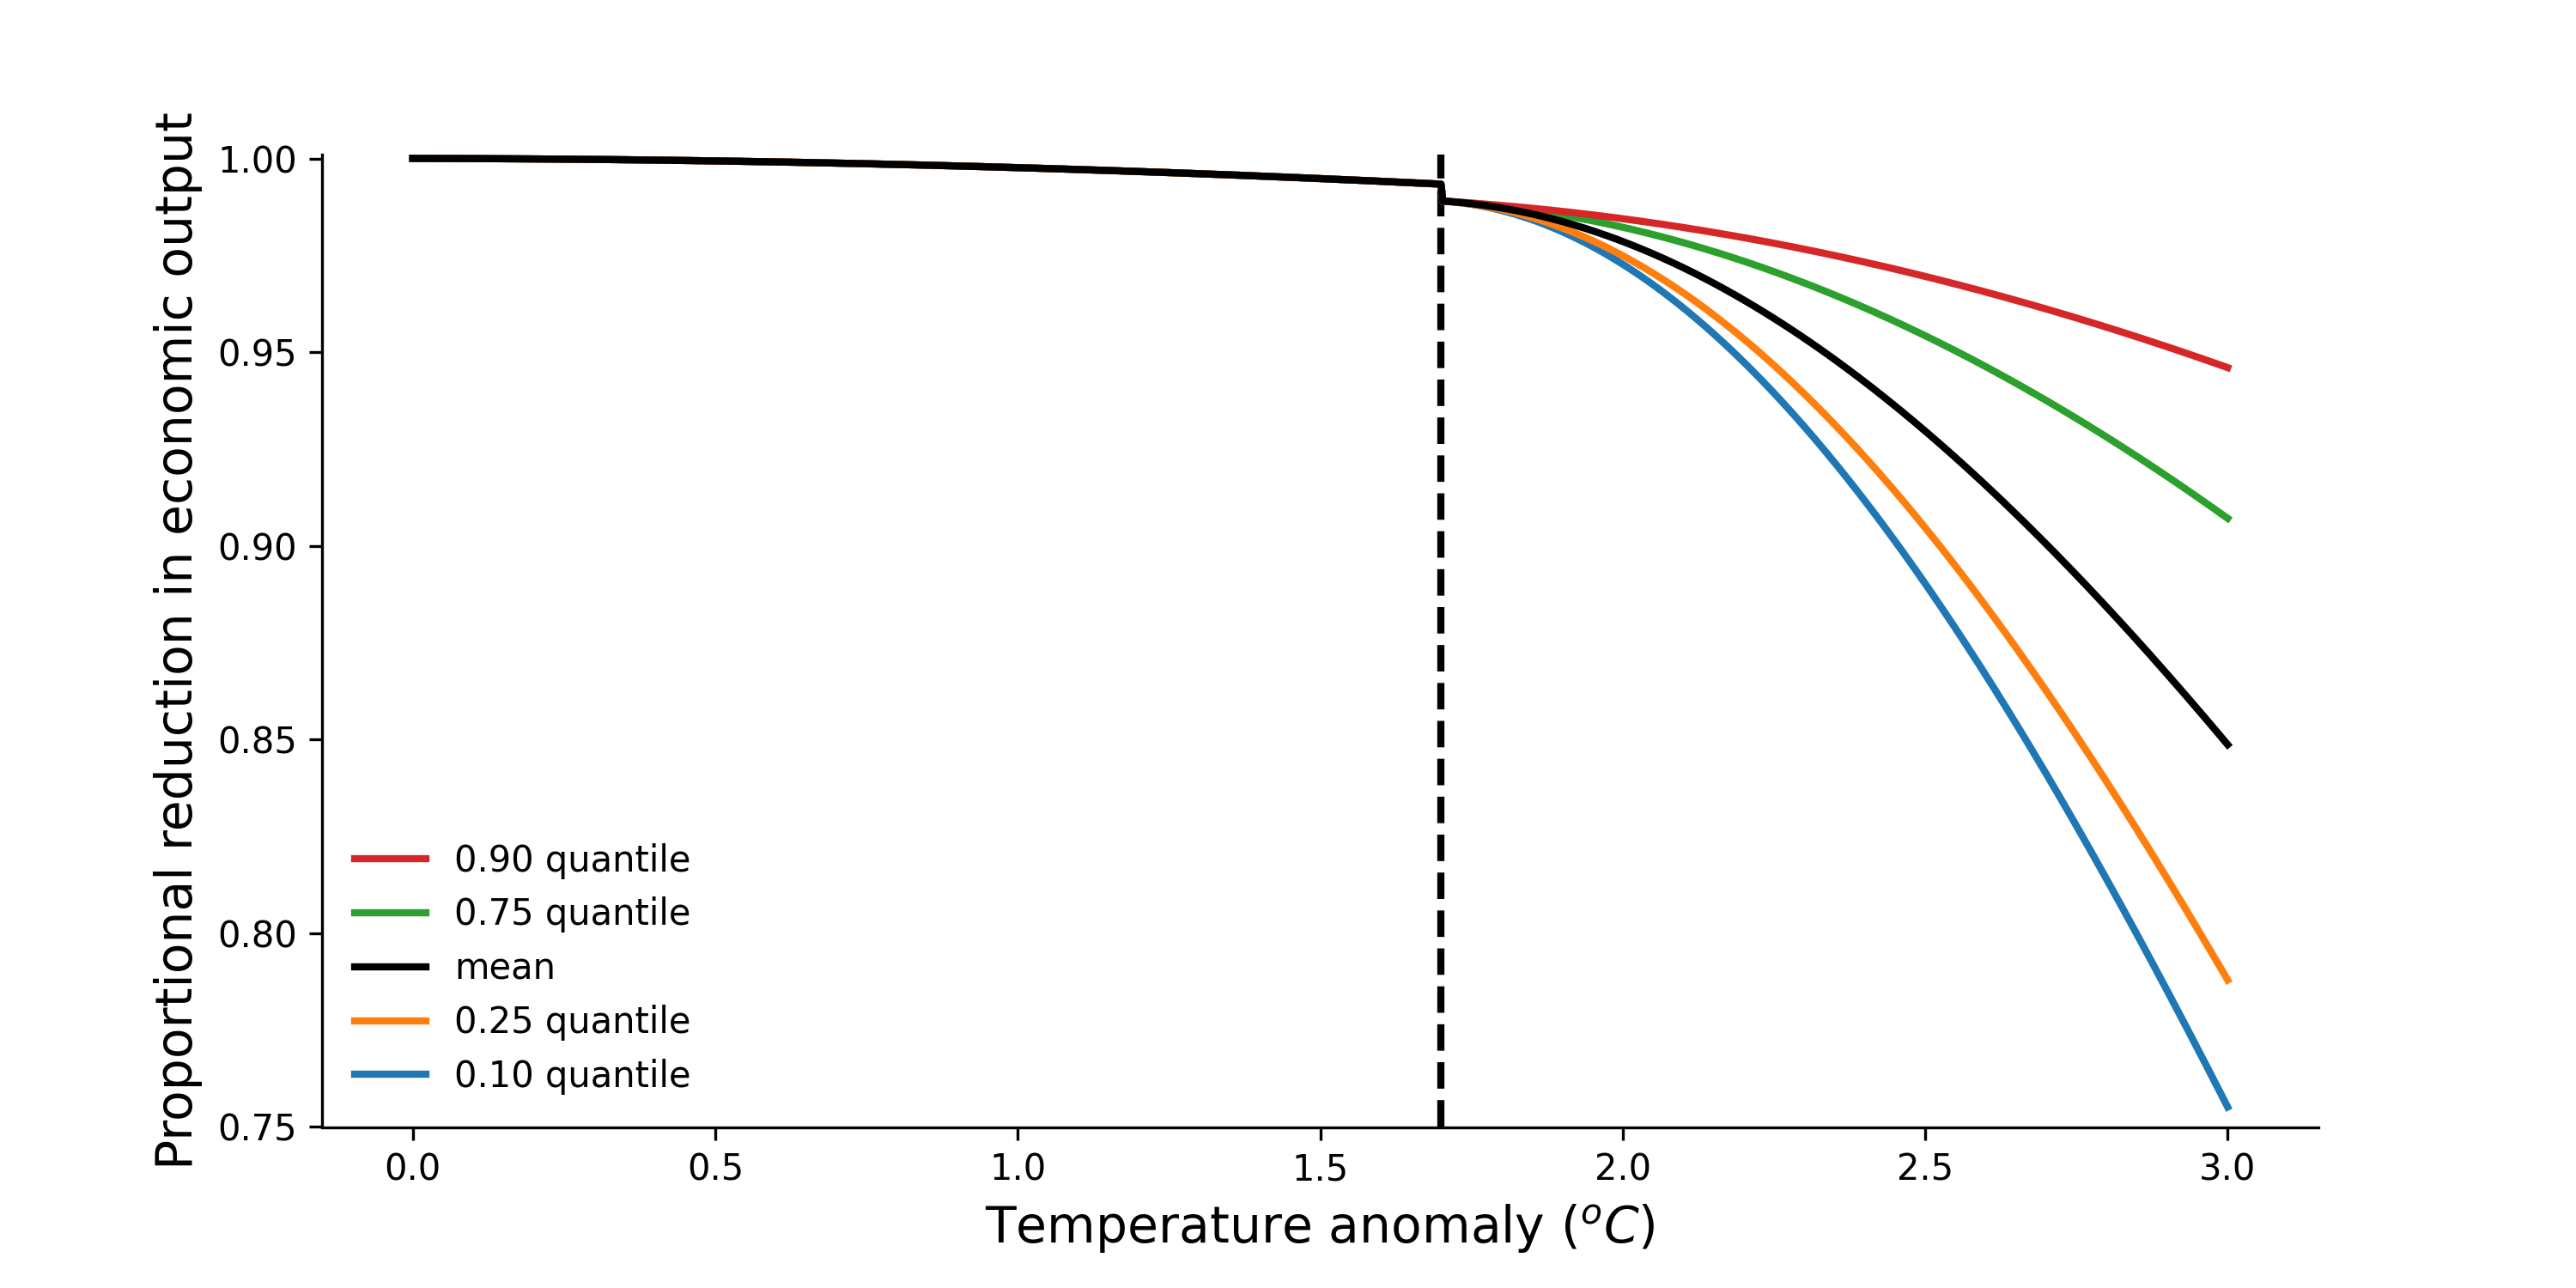 Proportional reduction in economic output
1.00
0.95
0.90
0.85
0.80
0.75
0.90 quantile
0.75 quantile
mean
0.25 quantile
0.10 quantile
0.0 0.5 1.0 1.5 2.0 2.5 3.0
Temperature anomaly (°C)